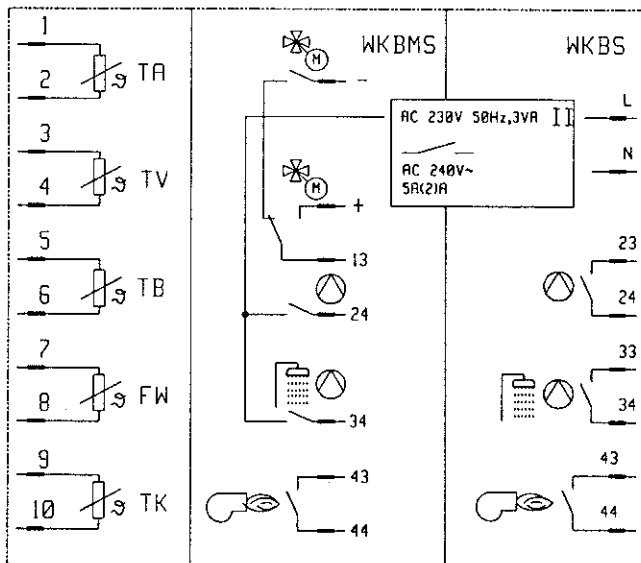 1
2
ϑ TA
3
4
ϑ TV
5
6
ϑ TB
7
8
ϑ FW
9
10
ϑ TK
WKBMS
M
-
M
+
13
24
34
43
44
WKBS
AC 230V 50Hz,3VA II
AC 240V~
5A(2)A
L
N
23
24
33
34
43
44